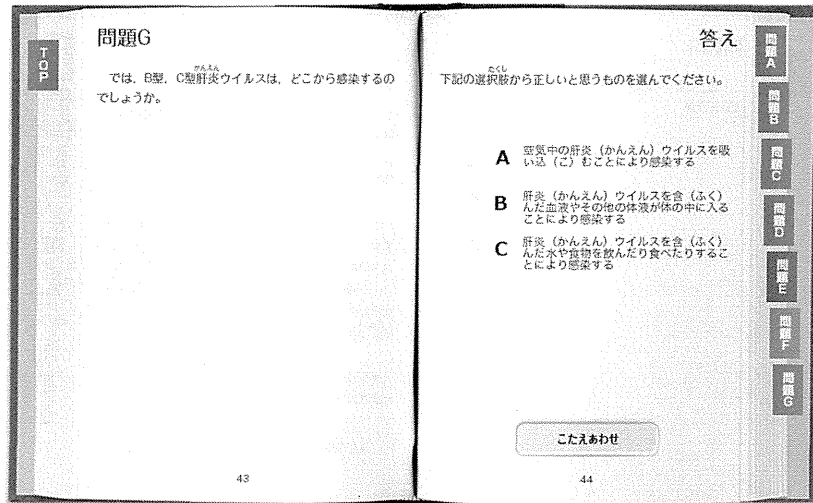 TOP
問題G
かんえん
では、B型、C型肝炎ウイルスは、どこから感染するの
でしょうか。
43
答え
たくし
下記の選択肢から正しいと思うものを選んでください。
A 空気中の肝炎（かんえん）ウイルスを吸
い込（こ）むことにより感染する
B 肝炎（かんえん）ウイルスを含（ふく）
んだ血液やその他の体液が体の中に入る
ことにより感染する
C 肝炎（かんえん）ウイルスを含（ふく）
んだ水や食物を飲んだり食べたりするこ
とにより感染する
こたえあわせ
44
問題A
問題B
問題C
問題D
問題E
問題F
問題G